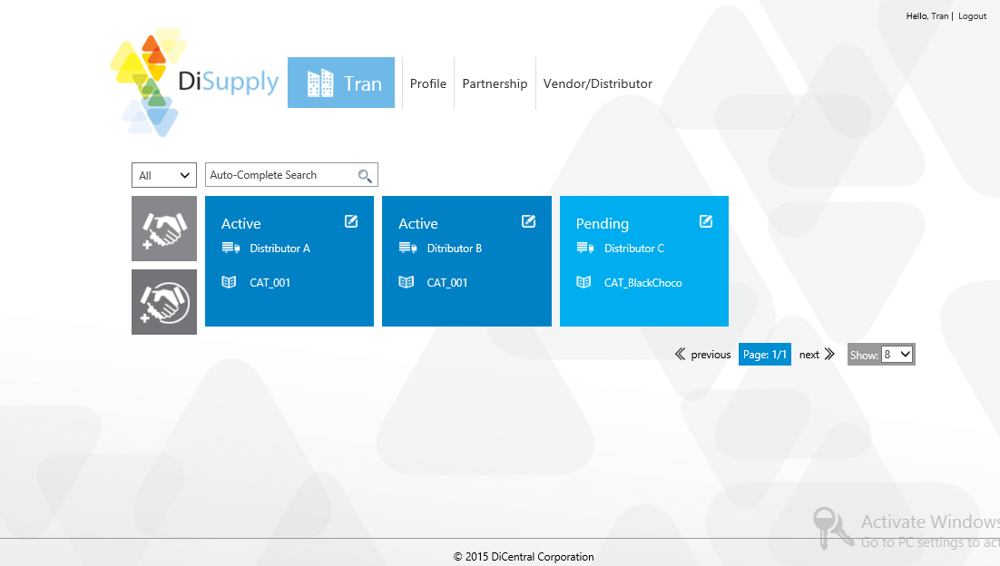 Hello, Tran | Logout
DiSupply
Tran
Profile
Partnership
Vendor/Distributor
All
Auto-Complete Search
Active
Distributor A
CAT_001
Active
Ditributor B
CAT_001
Pending
Distributor C
CAT_BlackChoco
previous Page: 1/1 next Show: 8
Activate Windows
Go to PC settings to act
© 2015 DiCentral Corporation